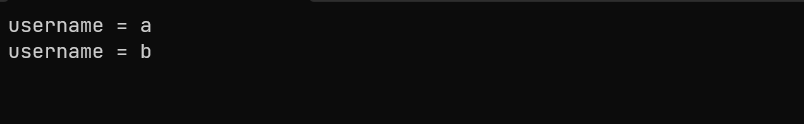 username = a
username = b